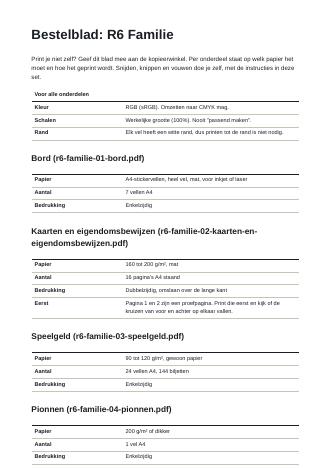 Bestelblad: R6 Familie
Print je niet zelf? Geef dit blad mee aan de kopieerwinkel. Per onderdeel staat op welk papier het
moet en hoe het geprint wordt. Snijden, knippen en vouwen doe je zelf, met de instructies in deze
set.
Voor alle onderdelen
Kleur RGB (sRGB). Omzetten naar CMYK mag.
Schalen Werkelijke grootte (100%). Nooit "passend maken".
Rand Elk vel heeft een witte rand, dus printen tot de rand is niet nodig.
Bord (r6-familie-01-bord.pdf)
Papier A4-stickervellen, heel vel, mat, voor inkjet of laser
Aantal 7 vellen A4
Bedrukking Enkelzijdig
Kaarten en eigendomsbewijzen (r6-familie-02-kaarten-en-
eigendomsbewijzen.pdf)
Papier 160 tot 200 g/m², mat
Aantal 16 pagina's A4 staand
Bedrukking Dubbelzijdig, omslaan over de lange kant
Eerst Pagina 1 en 2 zijn een proefpagina. Print die eerst en kijk of de
kruizen van voor en achter op elkaar vallen.
Speelgeld (r6-familie-03-speelgeld.pdf)
Papier 90 tot 120 g/m², gewoon papier
Aantal 24 vellen A4, 144 biljetten
Bedrukking Enkelzijdig
Pionnen (r6-familie-04-pionnen.pdf)
Papier 200 g/m² of dikker
Aantal 1 vel A4
Bedrukking Enkelzijdig